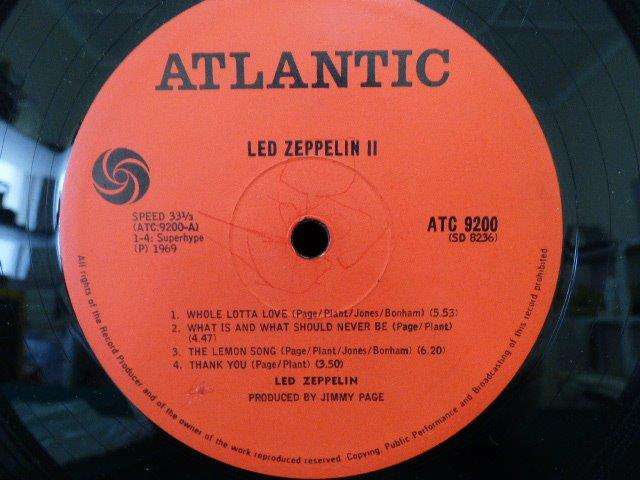 ATLANTIC
LED ZEPPELIN II
SPEED 33⅓
(ATC.9200-A)
1-4: Superhype
(P) 1969
ATC 9200
(SD 8236)
1. WHOLE LOTTA LOVE (Page/Plant/Jones/Bonham) (5.53)
2. WHAT IS AND WHAT SHOULD NEVER BE (Page/Plant)
(4.47)
3. THE LEMON SONG (Page/Plant/Jones/Bonham) (6.20)
4. THANK YOU (Page/Plant) (3.50)
LED ZEPPELIN
PRODUCED BY JIMMY PAGE
All rights of the Record Producer and of the owner of the work reproduced reserved. Copying, Public Performance and Broadcasting of this record prohibited